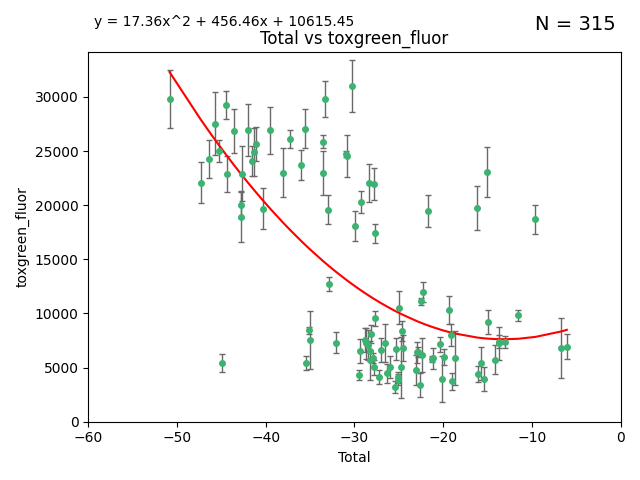 y = 17.36x^2 + 456.46x + 10615.45
N = 315
Total vs toxgreen_fluor
toxgreen_fluor
30000
25000
20000
15000
10000
5000
0
−60
−50
−40
−30
−20
−10
0
Total